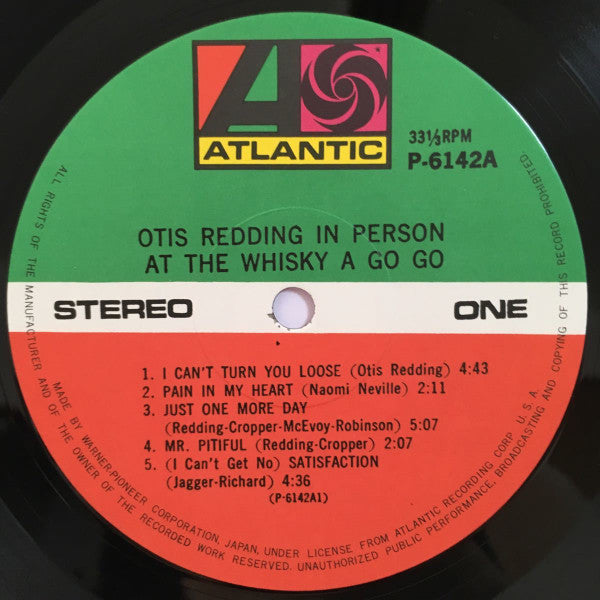 ATLANTIC
33⅓RPM
P-6142A
OTIS REDDING IN PERSON
AT THE WHISKY A GO GO
STEREO
ONE
1. I CAN'T TURN YOU LOOSE (Otis Redding) 4:43
2. PAIN IN MY HEART (Naomi Neville) 2:11
3. JUST ONE MORE DAY
(Redding-Cropper-McEvoy-Robinson) 5:07
4. MR. PITIFUL (Redding-Cropper) 2:07
5. (I Can't Get No) SATISFACTION
(Jagger-Richard) 4:36
(P-6142A1)
MADE BY WARNER-PIONEER CORPORATION, JAPAN, UNDER LICENSE FROM ATLANTIC RECORDING CORP. U.S.A.
ALL RIGHTS OF THE MANUFACTURER AND OF THE OWNER OF THE RECORDED WORK RESERVED. UNAUTHORIZED PUBLIC PERFORMANCE, BROADCASTING AND COPYING OF THIS RECORD PROHIBITED.